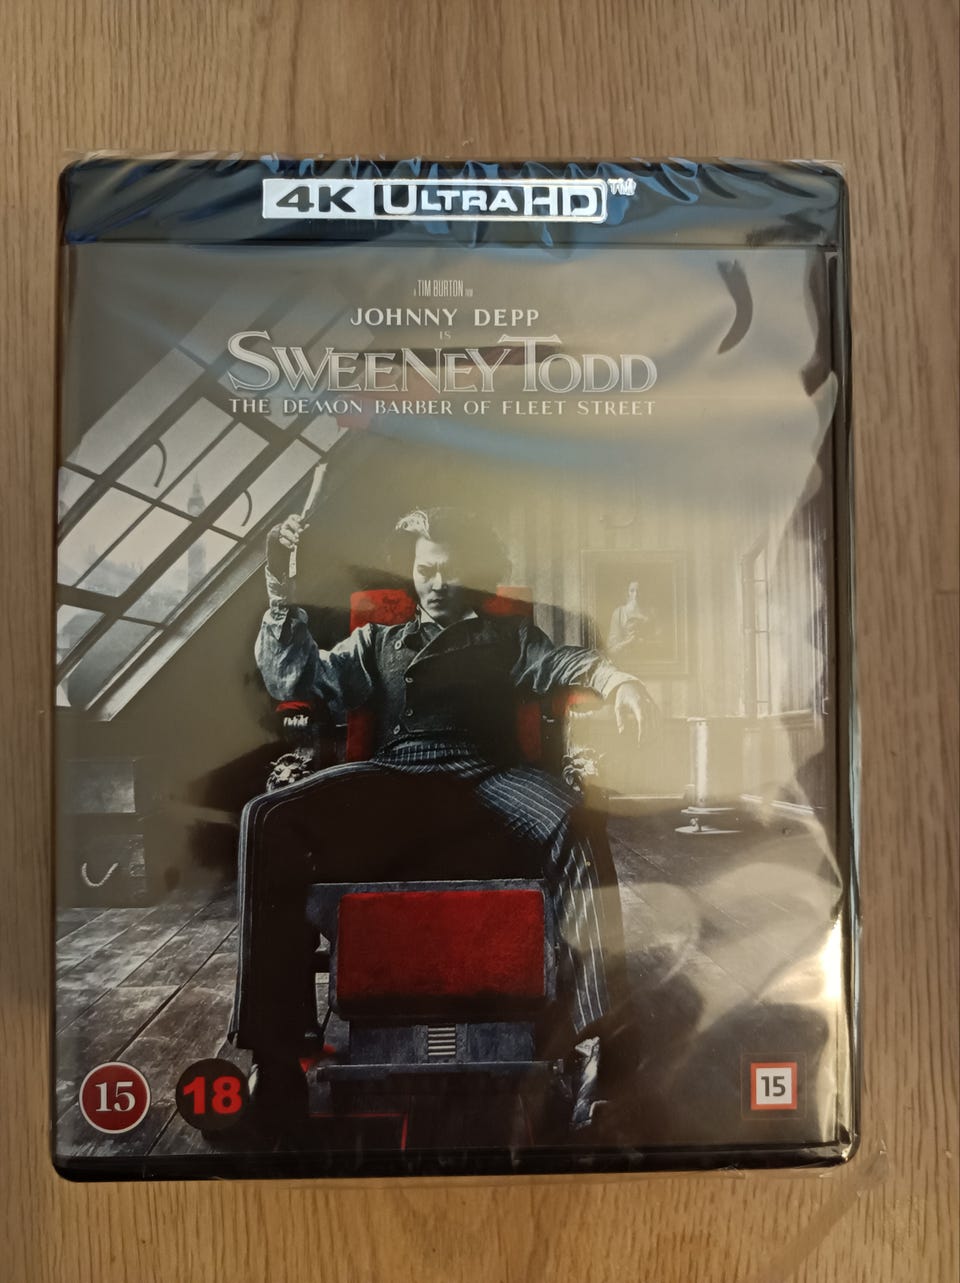 4K ULTRA HD™
A TIM BURTON FILM
JOHNNY DEPP
IS
SWEENEY TODD
THE DEMON BARBER OF FLEET STREET
15 18 15